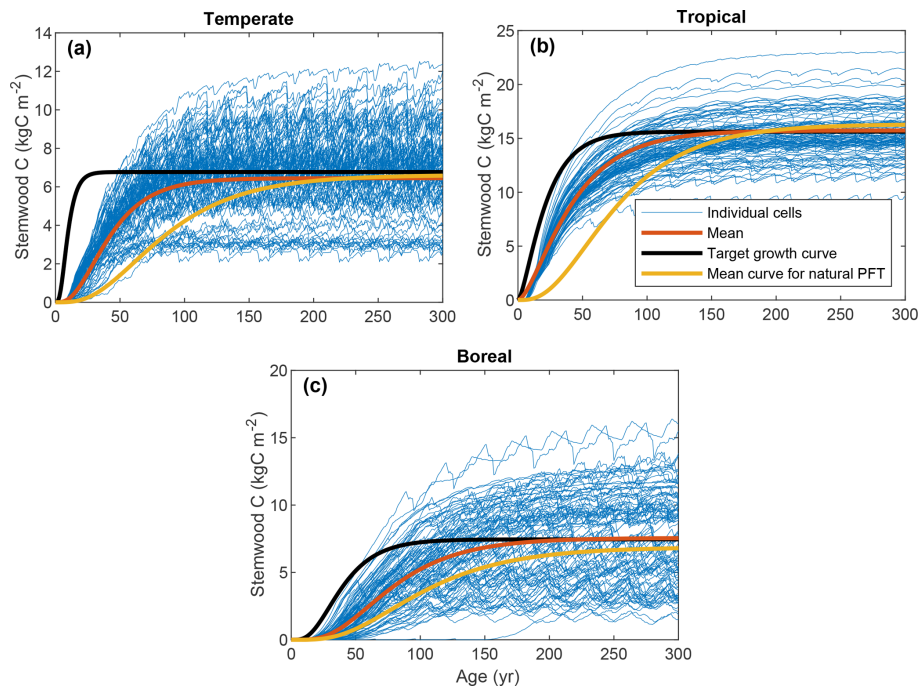 Temperate
(a)
Stemwood C (kgC m⁻²)
14
12
10
8
6
4
2
0
0 50 100 150 200 250 300
Tropical
(b)
Stemwood C (kgC m⁻²)
25
20
15
10
5
0
0 50 100 150 200 250 300
Individual cells
Mean
Target growth curve
Mean curve for natural PFT
Boreal
(c)
Stemwood C (kgC m⁻²)
20
15
10
5
0
0 50 100 150 200 250 300
Age (yr)